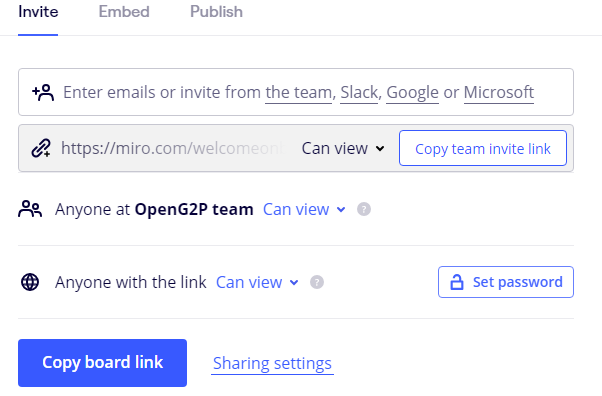 Invite Embed Publish
Enter emails or invite from the team, Slack, Google or Microsoft
https://miro.com/welcomeon Can view Copy team invite link
Anyone at OpenG2P team Can view ?
Anyone with the link Can view ? Set password
Copy board link Sharing settings